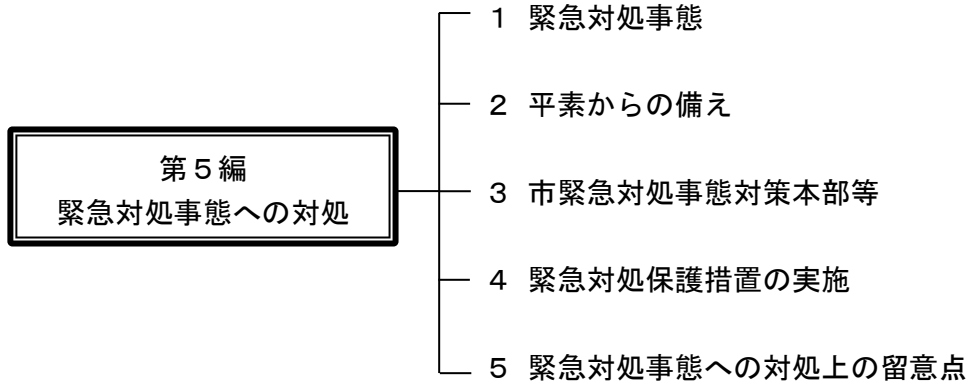 第５編
緊急対処事態への対処
１ 緊急対処事態
２ 平素からの備え
３ 市緊急対処事態対策本部等
４ 緊急対処保護措置の実施
５ 緊急対処事態への対処上の留意点